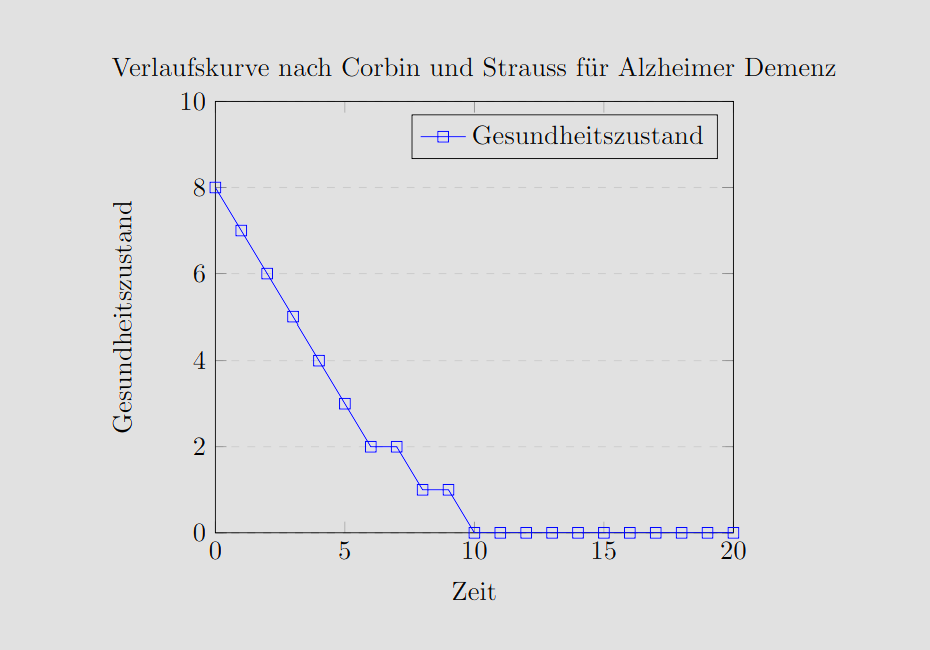 Verlaufskurve nach Corbin und Strauss für Alzheimer Demenz
10
Gesundheitszustand
8
6
4
2
0
Gesundheitszustand
0 5 10 15 20
Zeit